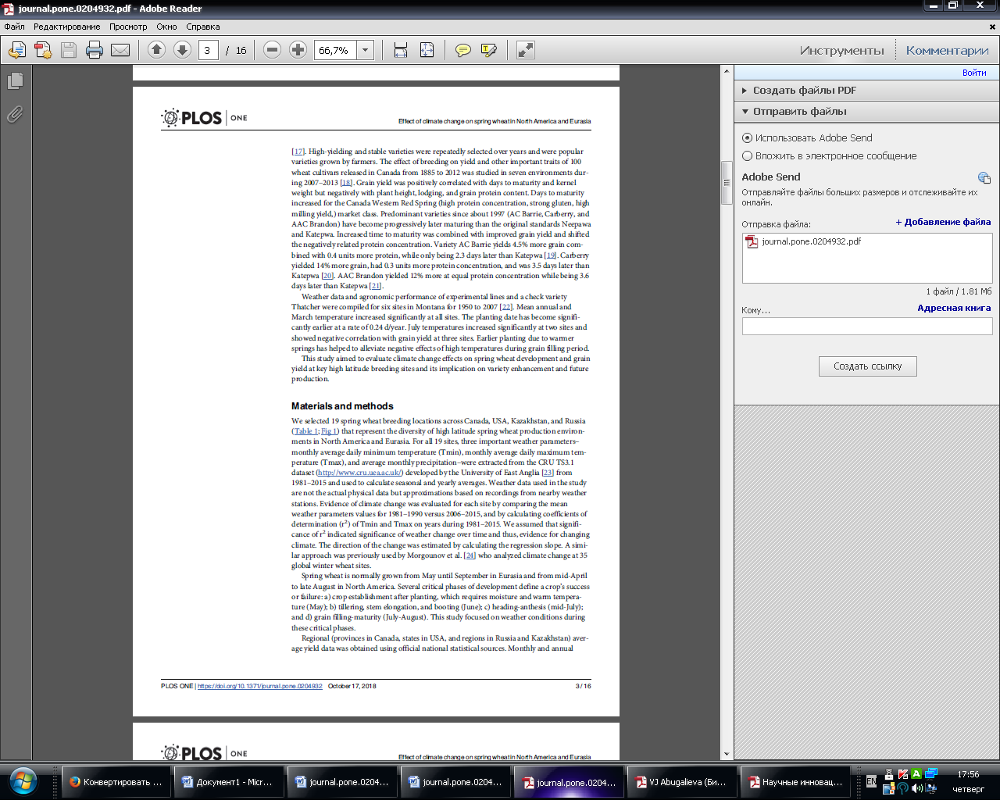 journal.pone.0204932.pdf - Adobe Reader
Файл Редактирование Просмотр Окно Справка
3 / 16 66,7% Инструменты Комментарии
Войти
Создать файлы PDF
Отправить файлы
Использовать Adobe Send
Вложить в электронное сообщение
Adobe Send
Отправляйте файлы больших размеров и отслеживайте их
онлайн.
Отправка файла: + Добавление файла
journal.pone.0204932.pdf
1 файл / 1.81 Мб
Кому... Адресная книга
Создать ссылку
PLOS ONE Effect of climate change on spring wheat in North America and Eurasia
[17]. High-yielding and stable varieties were repeatedly selected over years and were popular
varieties grown by farmers. The effect of breeding on yield and other important traits of 100
wheat cultivars released in Canada from 1885 to 2012 was studied in seven environments dur-
ing 2007–2013 [18]. Grain yield was positively correlated with days to maturity and kernel
weight but negatively with plant height, lodging, and grain protein content. Days to maturity
increased for the Canada Western Red Spring (high protein concentration, strong gluten, high
milling yield,) market class. Predominant varieties since about 1997 (AC Barrie, Carberry, and
AAC Brandon) have become progressively later maturing than the original standards Neepawa
and Katepwa. Increased time to maturity was combined with improved grain yield and shifted
the negatively related protein concentration. Variety AC Barrie yields 4.5% more grain com-
bined with 0.4 units more protein, while only being 2.3 days later than Katepwa [19]. Carberry
yielded 14% more grain, had 0.3 units more protein concentration, and was 3.5 days later than
Katepwa [20]. AAC Brandon yielded 12% more at equal protein concentration while being 3.6
days later than Katepwa [21].
Weather data and agronomic performance of experimental lines and a check variety
Thatcher were compiled for six sites in Montana for 1950 to 2007 [22]. Mean annual and
March temperature increased significantly at all sites. The planting date has become signifi-
cantly earlier at a rate of 0.24 d/year. July temperatures increased significantly at two sites and
showed negative correlation with grain yield at three sites. Earlier planting due to warmer
springs has helped to alleviate negative effects of high temperatures during grain filling period.
This study aimed to evaluate climate change effects on spring wheat development and grain
yield at key high latitude breeding sites and its implication on variety enhancement and future
production.
Materials and methods
We selected 19 spring wheat breeding locations across Canada, USA, Kazakhstan, and Russia
(Table 1; Fig 1) that represent the diversity of high latitude spring wheat production environ-
ments in North America and Eurasia. For all 19 sites, three important weather parameters–
monthly average daily minimum temperature (Tmin), monthly average daily maximum tem-
perature (Tmax), and average monthly precipitation–were extracted from the CRU TS3.1
dataset (http://www.cru.uea.ac.uk/) developed by the University of East Anglia [23] from
1981–2015 and used to calculate seasonal and yearly averages. Weather data used in the study
are not the actual physical data but approximations based on recordings from nearby weather
stations. Evidence of climate change was evaluated for each site by comparing the mean
weather parameters values for 1981–1990 versus 2006–2015, and by calculating coefficients of
determination (r²) of Tmin and Tmax on years during 1981–2015. We assumed that signifi-
cance of r² indicated significance of weather change over time and thus, evidence for changing
climate. The direction of the change was estimated by calculating the regression slope. A simi-
lar approach was previously used by Morgounov et al. [24] who analyzed climate change at 35
global winter wheat sites.
Spring wheat is normally grown from May until September in Eurasia and from mid-April
to late August in North America. Several critical phases of development define a crop's success
or failure: a) crop establishment after planting, which requires moisture and warm tempera-
ture (May); b) tillering, stem elongation, and booting (June); c) heading-anthesis (mid-July);
and d) grain filling-maturity (July-August). This study focused on weather conditions during
these critical phases.
Regional (provinces in Canada, states in USA, and regions in Russia and Kazakhstan) aver-
age yield data was obtained using official national statistical sources. Monthly and annual
PLOS ONE | https://doi.org/10.1371/journal.pone.0204932 October 17, 2018 3 / 16
PLOS ONE Effect of climate change on spring wheat in North America and Eurasia
Конвертировать ... Документ1 - Micr... journal.pone.0204... journal.pone.0204... journal.pone.0204... VJ Abugalieva (Би... Научные инновац... EN 17:56
четверг